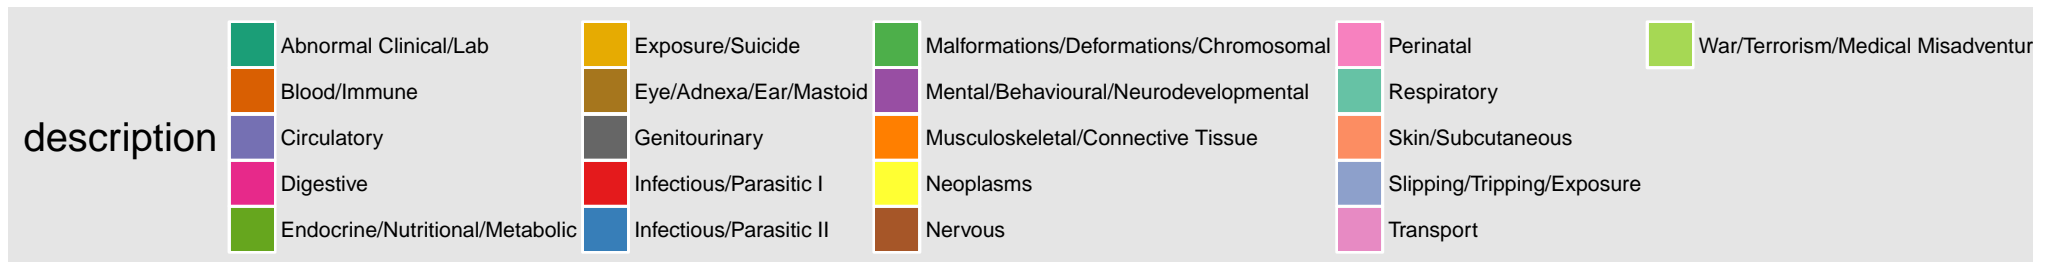 description
Abnormal Clinical/Lab
Blood/Immune
Circulatory
Digestive
Endocrine/Nutritional/Metabolic
Exposure/Suicide
Eye/Adnexa/Ear/Mastoid
Genitourinary
Infectious/Parasitic I
Infectious/Parasitic II
Malformations/Deformations/Chromosomal
Mental/Behavioural/Neurodevelopmental
Musculoskeletal/Connective Tissue
Neoplasms
Nervous
Perinatal
Respiratory
Skin/Subcutaneous
Slipping/Tripping/Exposure
Transport
War/Terrorism/Medical Misadventur